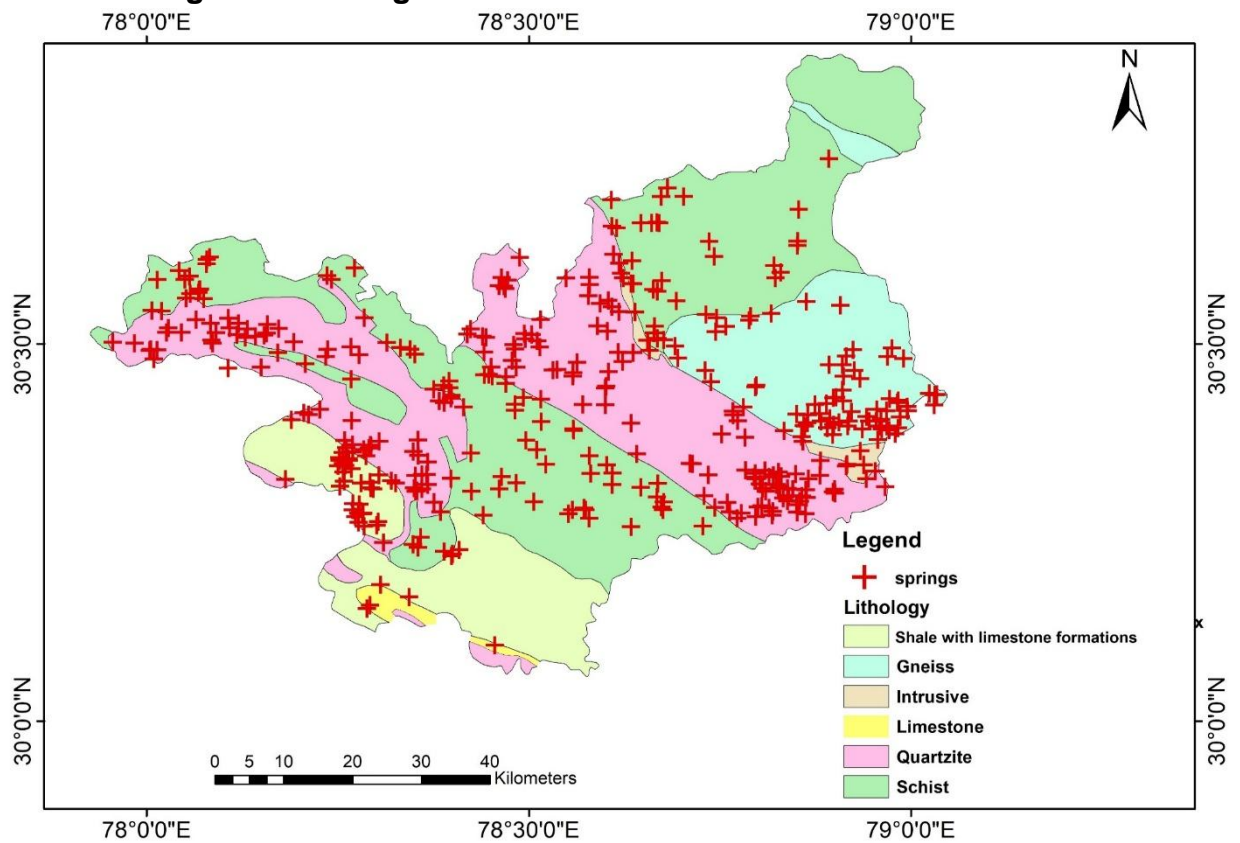 78°0'0"E 78°30'0"E 79°0'0"E
N
30°30'0"N 30°30'0"N
Legend
springs
Lithology
Shale with limestone formations
x
Gneiss
Intrusive
30°0'0"N 30°0'0"N
Limestone
Quartzite
0 5 10 20 30 40
Kilometers
Schist
78°0'0"E 78°30'0"E 79°0'0"E